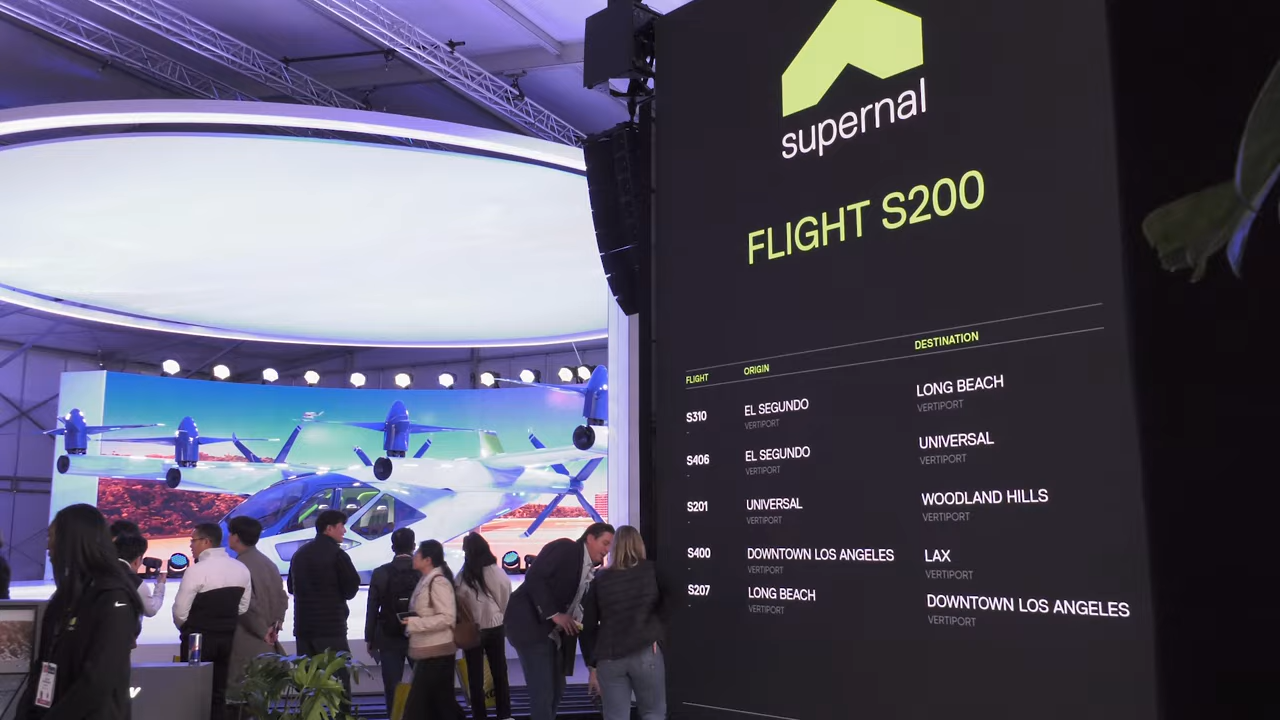 supernal
FLIGHT S200
FLIGHT ORIGIN DESTINATION
S310 EL SEGUNDO LONG BEACH
VERTIPORT VERTIPORT
S406 EL SEGUNDO UNIVERSAL
VERTIPORT VERTIPORT
S201 UNIVERSAL WOODLAND HILLS
VERTIPORT VERTIPORT
S400 DOWNTOWN LOS ANGELES LAX
VERTIPORT VERTIPORT
S207 LONG BEACH DOWNTOWN LOS ANGELES
VERTIPORT VERTIPORT